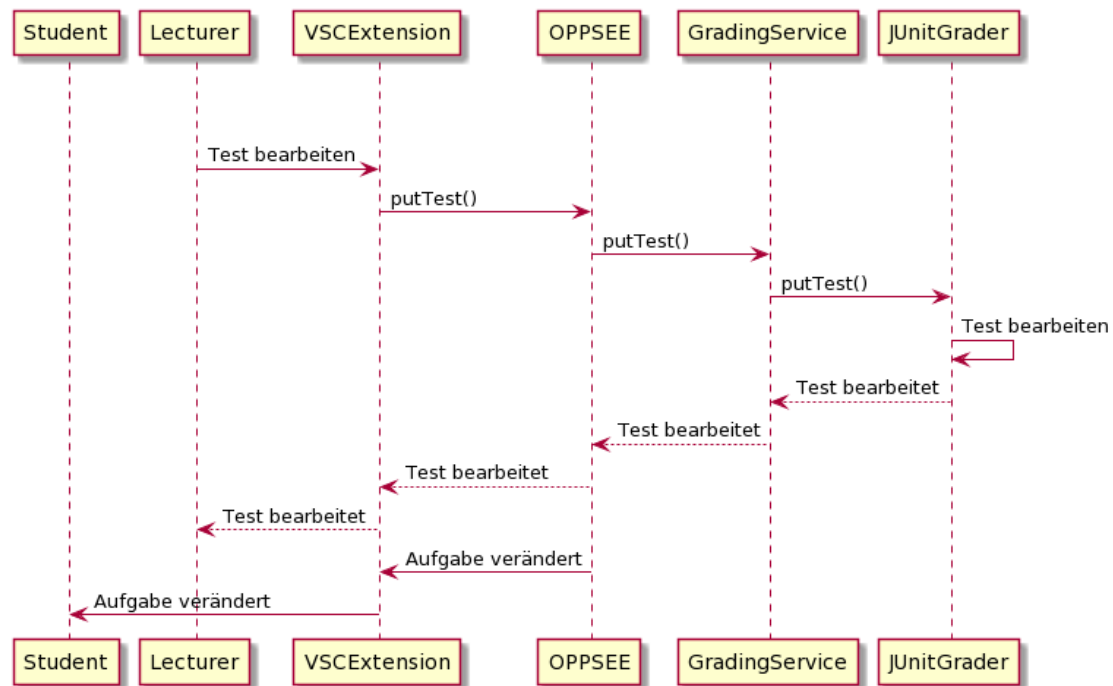 Student
Lecturer
VSCExtension
OPPSEE
GradingService
JUnitGrader
Test bearbeiten
putTest()
putTest()
putTest()
Test bearbeiten
Test bearbeitet
Test bearbeitet
Test bearbeitet
Test bearbeitet
Aufgabe verändert
Aufgabe verändert
Student
Lecturer
VSCExtension
OPPSEE
GradingService
JUnitGrader